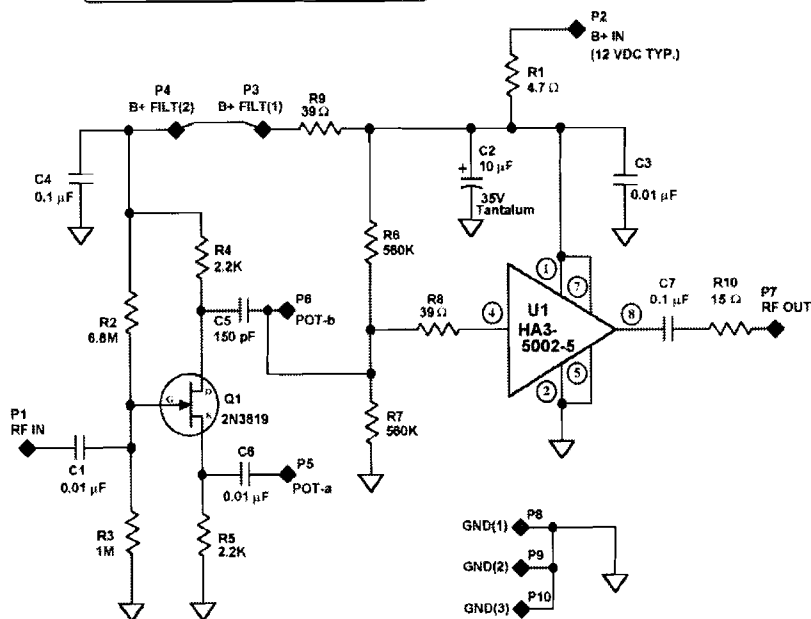 P2
B+ IN
(12 VDC TYP.)
R1
4.7 Ω
P4
B+ FILT(2)
P3
B+ FILT(1)
R9
39 Ω
C4
0.1 µF
+
C2
10 µF
35V
Tantalum
C3
0.01 µF
R4
2.2K
R6
560K
R2
6.8M
C5
150 pF
P6
POT-b
R8
39 Ω
4
1
7
U1
HA3-
5002-5
2
5
8
C7
0.1 µF
R10
15 Ω
P7
RF OUT
G
D
K
Q1
2N3819
R7
560K
P1
RF IN
C1
0.01 µF
C6
0.01 µF
P5
POT-a
R3
1M
R5
2.2K
GND(1)
P8
GND(2)
P9
GND(3)
P10